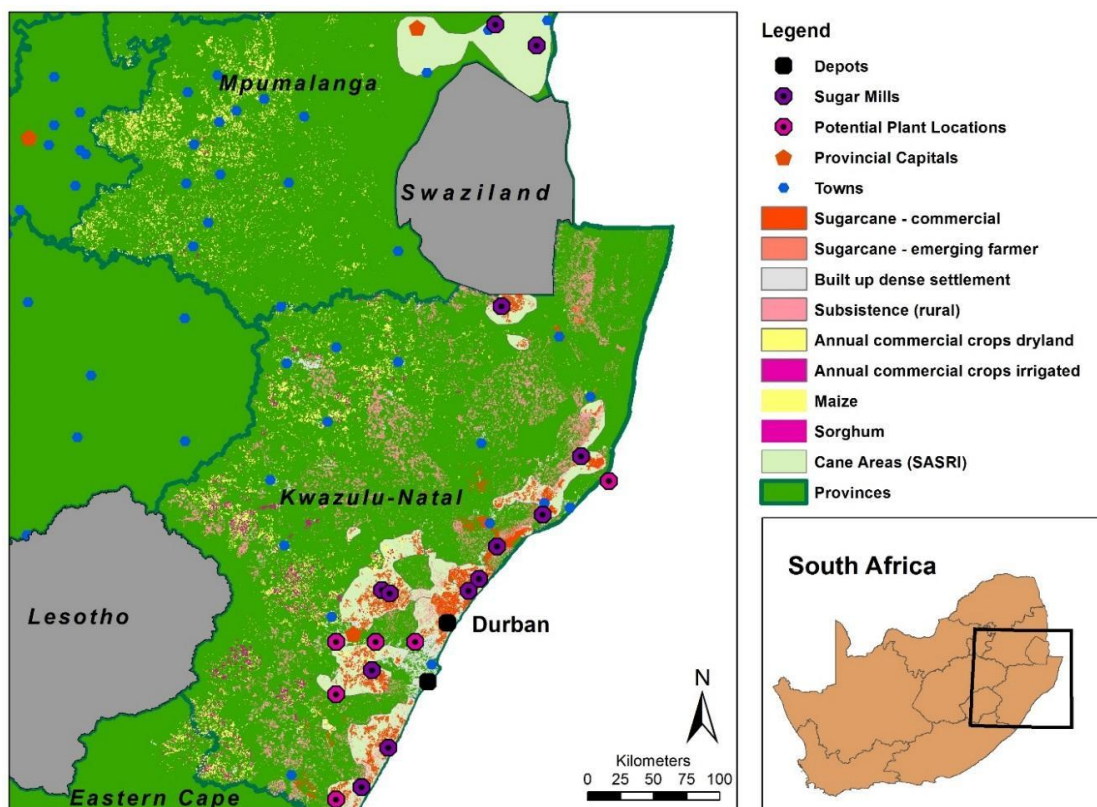 Mpumalanga
Swaziland
Kwazulu-Natal
Lesotho
Durban
Eastern Cape
N
Kilometers
0 25 50 75 100
Legend
Depots
Sugar Mills
Potential Plant Locations
Provincial Capitals
Towns
Sugarcane - commercial
Sugarcane - emerging farmer
Built up dense settlement
Subsistence (rural)
Annual commercial crops dryland
Annual commercial crops irrigated
Maize
Sorghum
Cane Areas (SASRI)
Provinces
South Africa